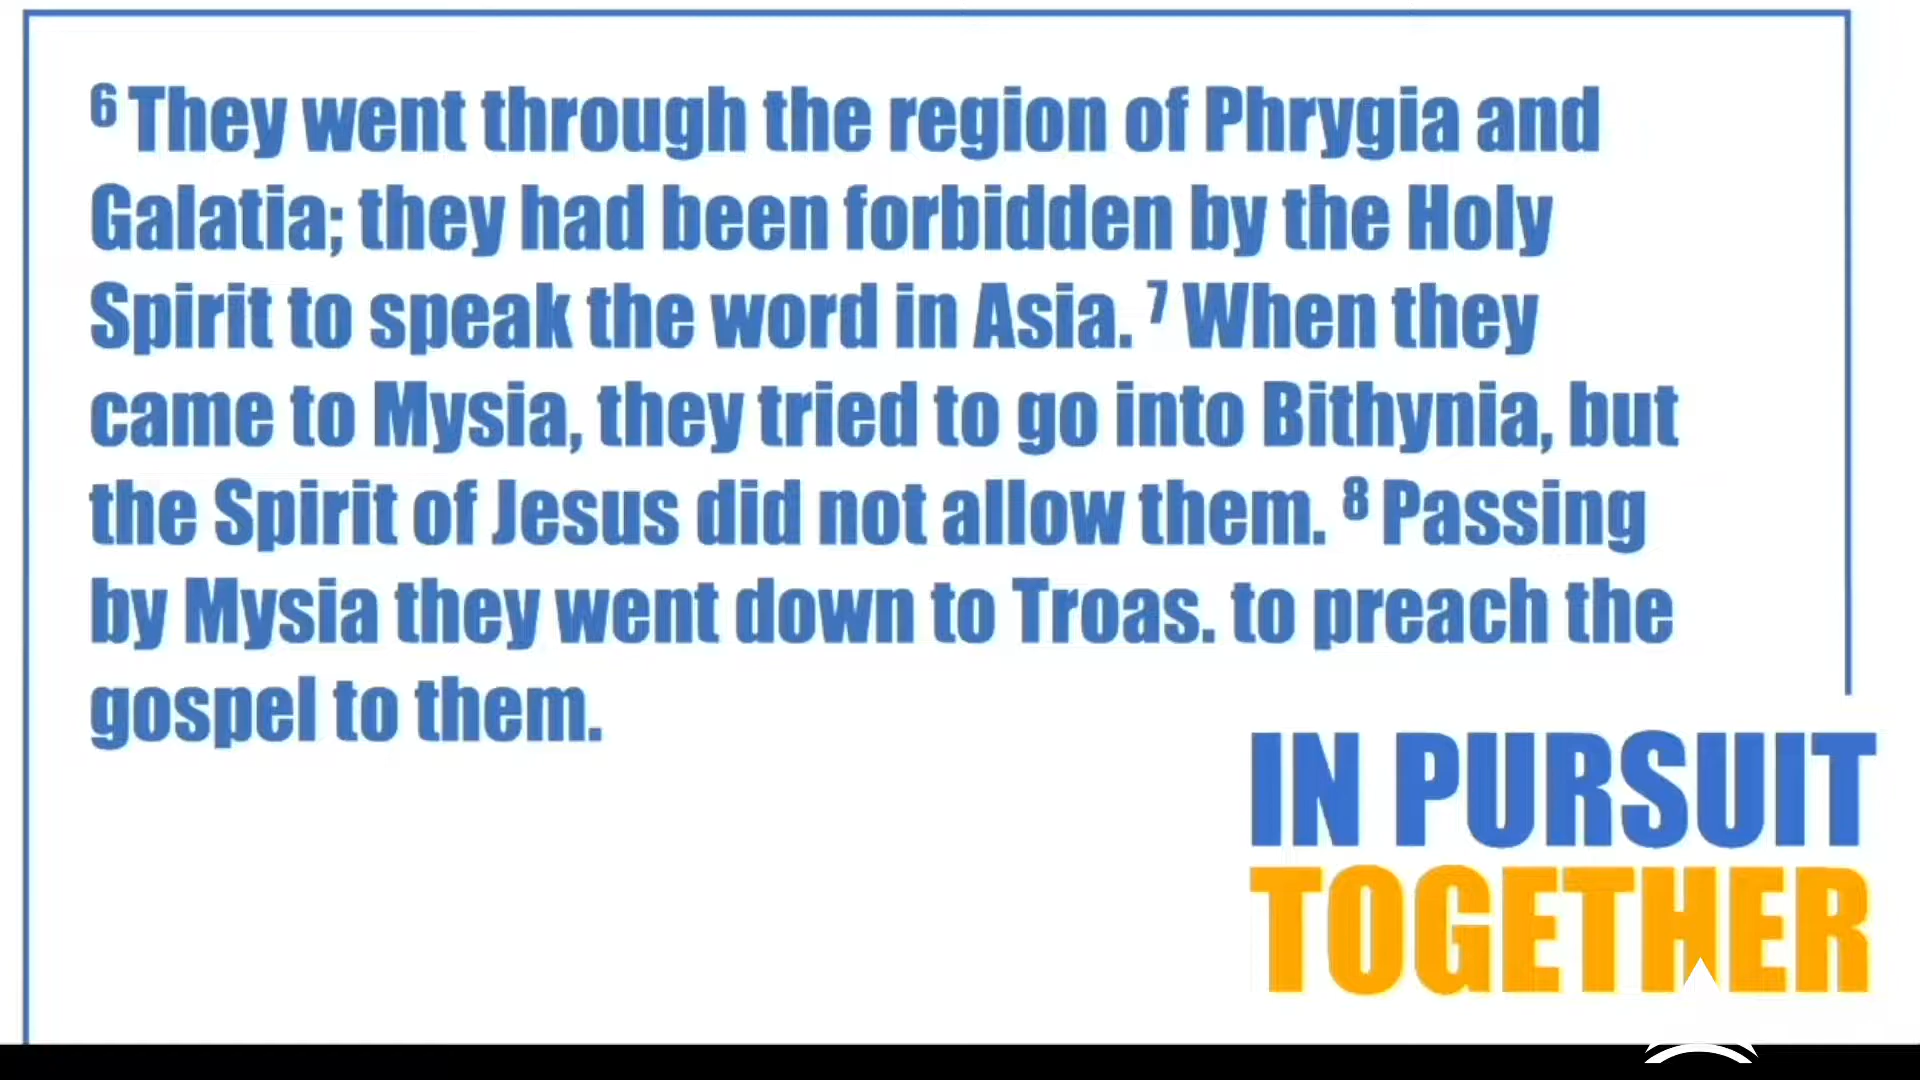 6 They went through the region of Phrygia and
Galatia; they had been forbidden by the Holy
Spirit to speak the word in Asia. 7 When they
came to Mysia, they tried to go into Bithynia, but
the Spirit of Jesus did not allow them. 8 Passing
by Mysia they went down to Troas. to preach the
gospel to them.
IN PURSUIT
TOGETHER